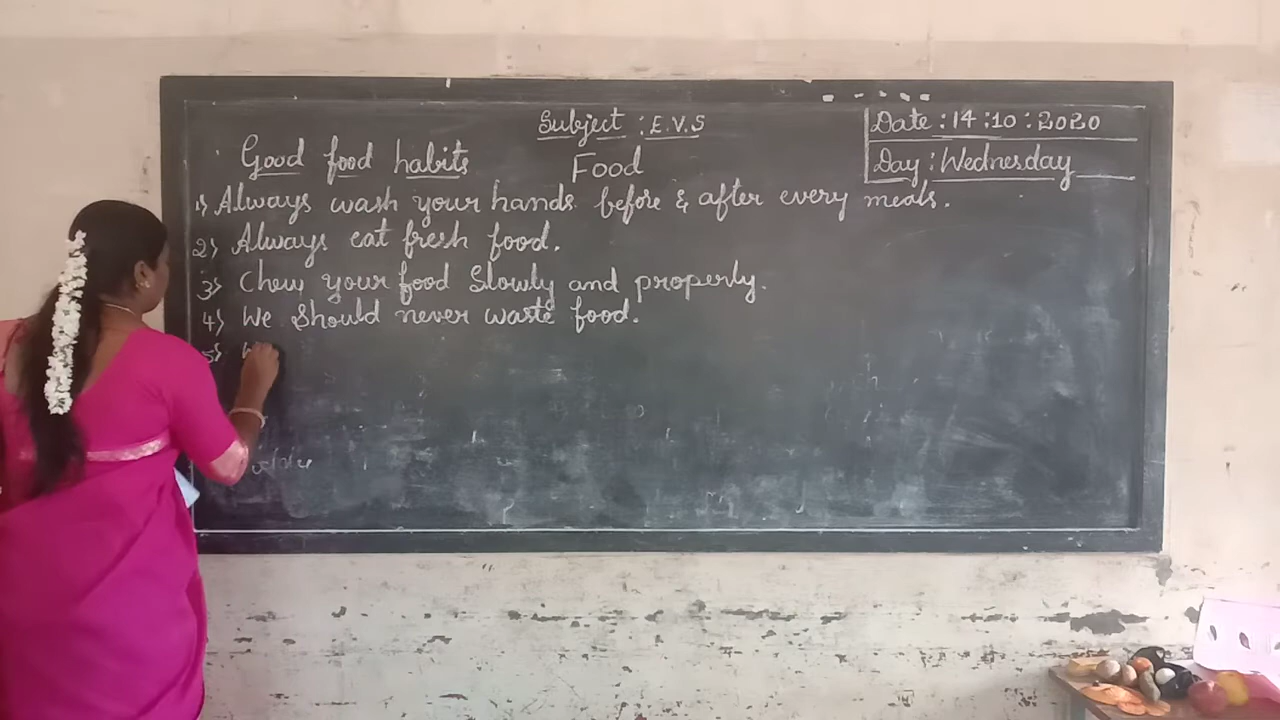 Subject : E.V.S
Date : 14 : 10 : 2020
Day : Wednesday
Good food habits
Food
1) Always wash your hands before & after every meals.
2) Always eat fresh food.
3) Chew your food Slowly and properly.
4) We Should never waste food.
5)